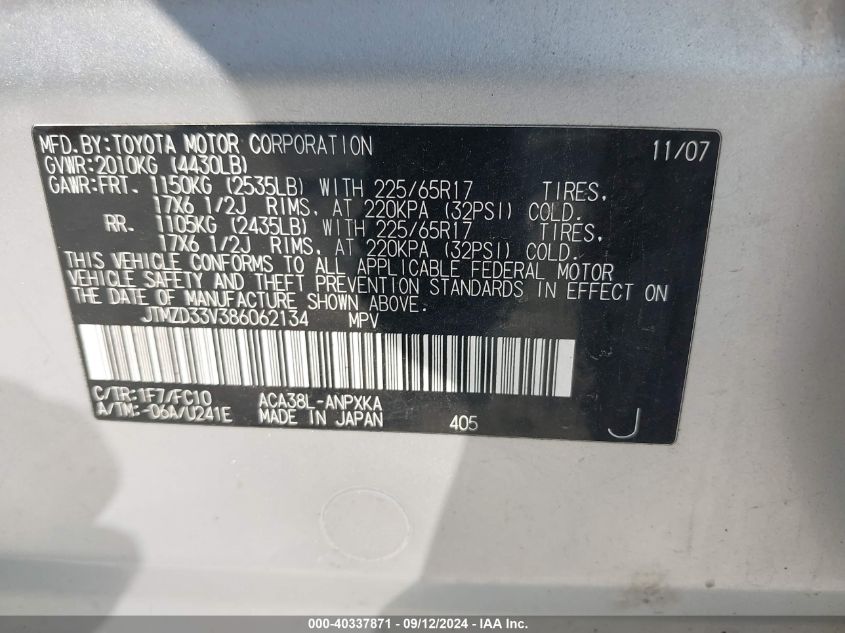 MFD. BY: TOYOTA MOTOR CORPORATION 11/07
GVWR: 2010KG (4430LB)
GAWR: FRT. 1150KG (2535LB) WITH 225/65R17 TIRES,
17X6 1/2J RIMS, AT 220KPA (32PSI) COLD.
RR. 1105KG (2435LB) WITH 225/65R17 TIRES,
17X6 1/2J RIMS, AT 220KPA (32PSI) COLD.
THIS VEHICLE CONFORMS TO ALL APPLICABLE FEDERAL MOTOR
VEHICLE SAFETY AND THEFT PREVENTION STANDARDS IN EFFECT ON
THE DATE OF MANUFACTURE SHOWN ABOVE.
JTMZD33V386062134 MPV
C/TR: 1F7/FC10 ACA38L-ANPXKA
A/TM: -06A/U241E MADE IN JAPAN 405 J
000-40337871 - 09/12/2024 - IAA Inc.